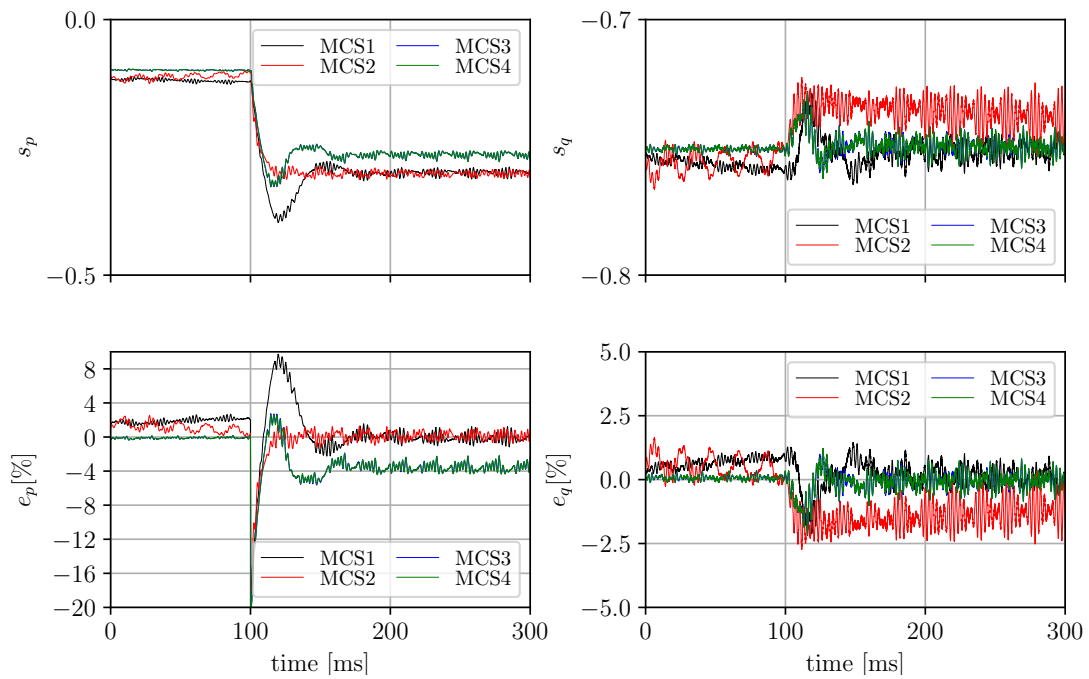 0.0
−0.5
s_p
MCS1 MCS3
MCS2 MCS4
−0.7
−0.8
s_q
MCS1 MCS3
MCS2 MCS4
8
4
0
−4
−8
−12
−16
−20
e_p[%]
MCS1 MCS3
MCS2 MCS4
0 100 200 300
time [ms]
5.0
2.5
0.0
−2.5
−5.0
e_q[%]
MCS1 MCS3
MCS2 MCS4
0 100 200 300
time [ms]